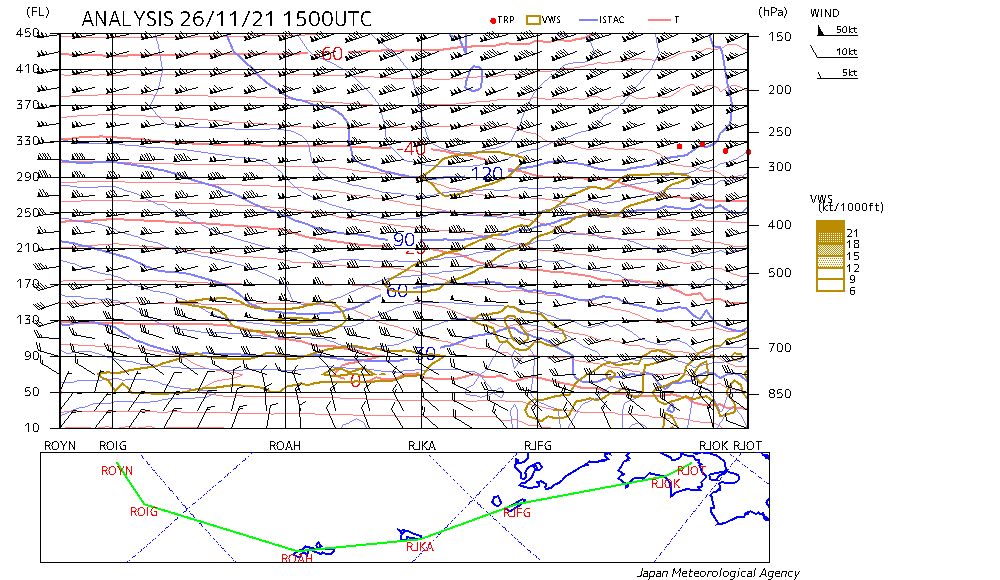 (FL)
ANALYSIS 26/11/21 1500UTC
TRP VWS ISTAC T
(hPa)
WIND
450
410
370
330
290
250
210
170
130
90
50
10
-60
-40
120
90
-20
60
30
0
150
200
250
300
400
500
700
850
50kt
10kt
5kt
VWS
(kt/1000ft)
21
18
15
12
9
6
ROYN ROIG ROAH RJKA RJFG RJOK RJOT
ROYN
ROIG
ROAH
RJKA
RJFG
RJOK
RJOT
Japan Meteorological Agency